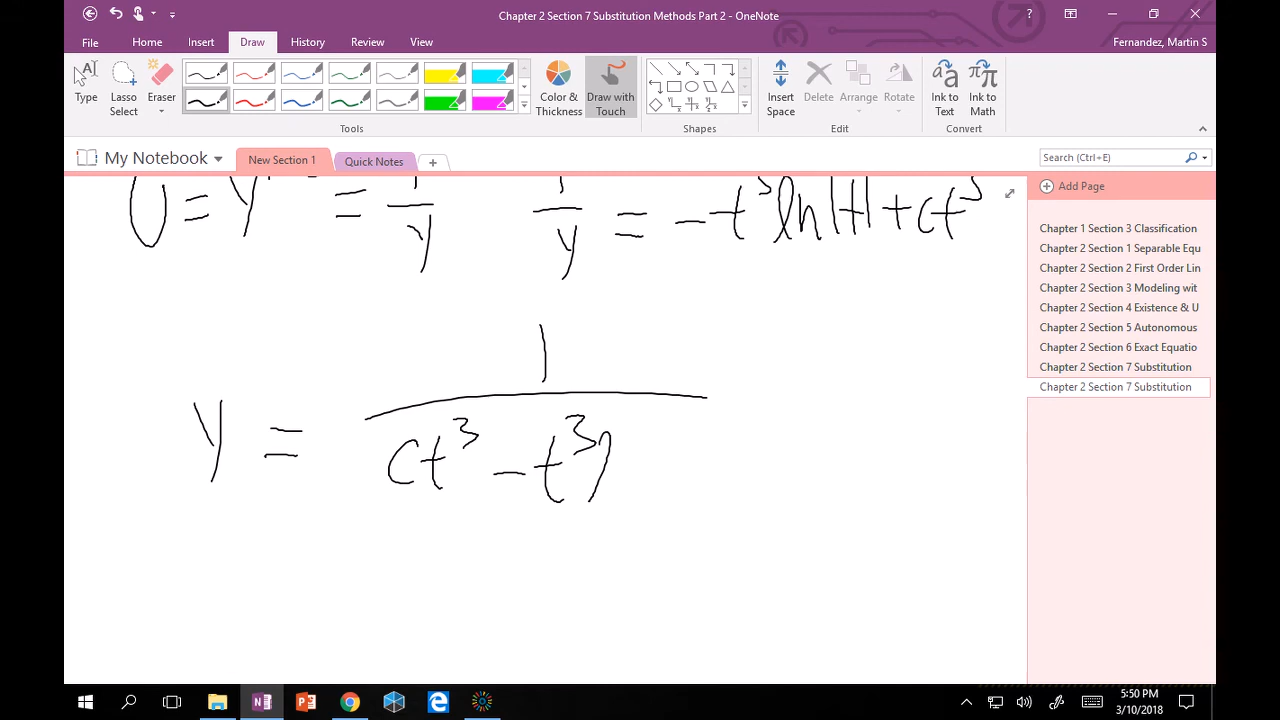 Chapter 2 Section 7 Substitution Methods Part 2 - OneNote
?
File Home Insert Draw History Review View
Fernandez, Martin S
Type
Lasso Select
Eraser
Color & Thickness
Draw with Touch
Insert Space
Delete
Arrange
Rotate
Ink to Text
Ink to Math
Tools Shapes Edit Convert
My Notebook
New Section 1
Quick Notes
Search (Ctrl+E)
Add Page
Chapter 1 Section 3 Classification
Chapter 2 Section 1 Separable Equ
Chapter 2 Section 2 First Order Lin
Chapter 2 Section 3 Modeling wit
Chapter 2 Section 4 Existence & U
Chapter 2 Section 5 Autonomous
Chapter 2 Section 6 Exact Equatio
Chapter 2 Section 7 Substitution
Chapter 2 Section 7 Substitution
= 1/y 1/y = -t³ln|t| + ct³
y = 1/(ct³ - t³
5:50 PM
3/10/2018